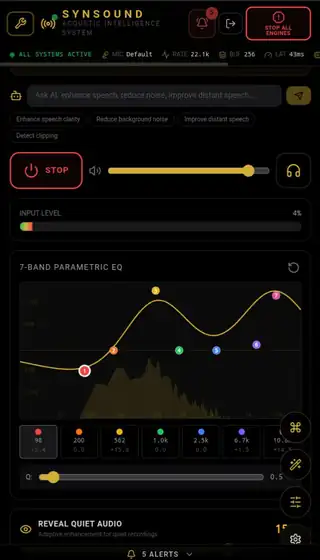 SYNSOUND
ACOUSTIC INTELLIGENCE
SYSTEM
STOP ALL
ENGINES
ALL SYSTEMS ACTIVE MIC Default RATE 22.1k BUF 256 LAT 43ms
Ask AI: enhance speech, reduce noise, improve distant speech...
Enhance speech clarity Reduce background noise Improve distant speech
Detect clipping
STOP
INPUT LEVEL 4%
7-BAND PARAMETRIC EQ
98 200 562 1.0k 2.5k 6.7k
0.0 0.0 0.0
Q: 0.5
REVEAL QUIET AUDIO
Adaptive enhancement for quiet recordings
5 ALERTS